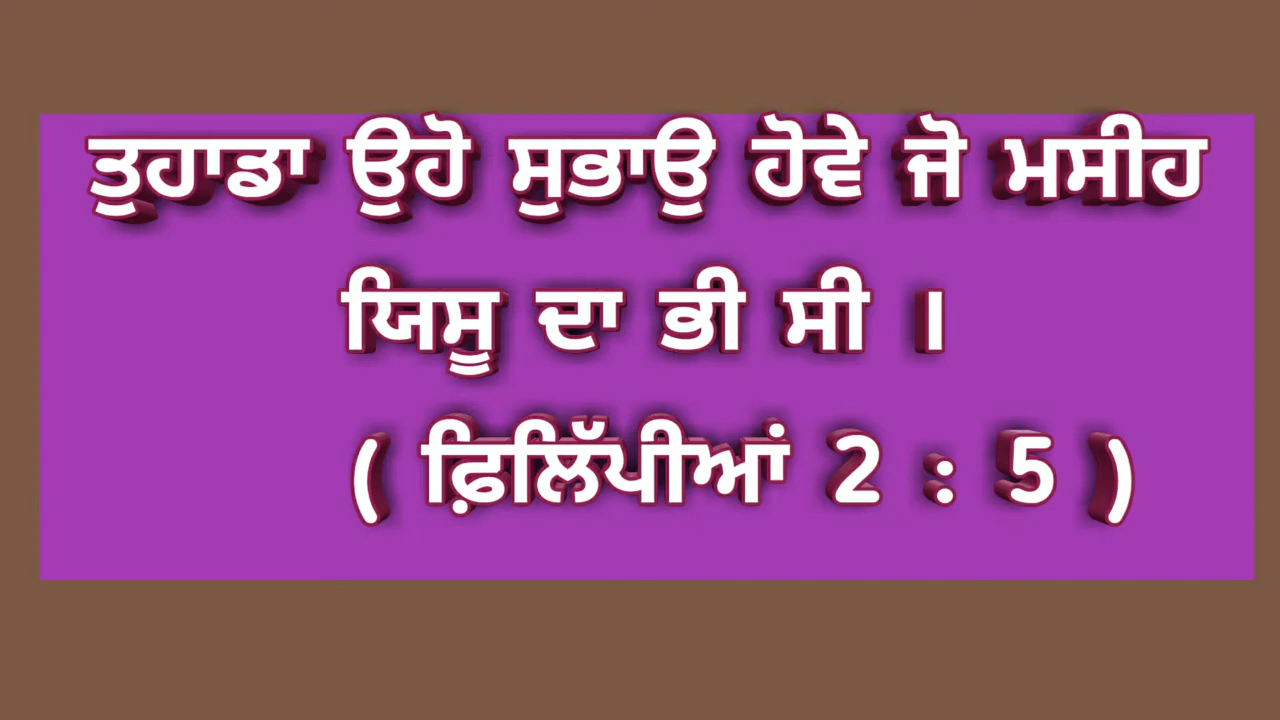 ਤੁਹਾਡਾ ਉਹੋ ਸੁਭਾਉ ਹੋਵੇ ਜੋ ਮਸੀਹ
ਯਿਸੂ ਦਾ ਭੀ ਸੀ ।
( ਫ਼ਿਲਿੱਪੀਆਂ 2 : 5 )